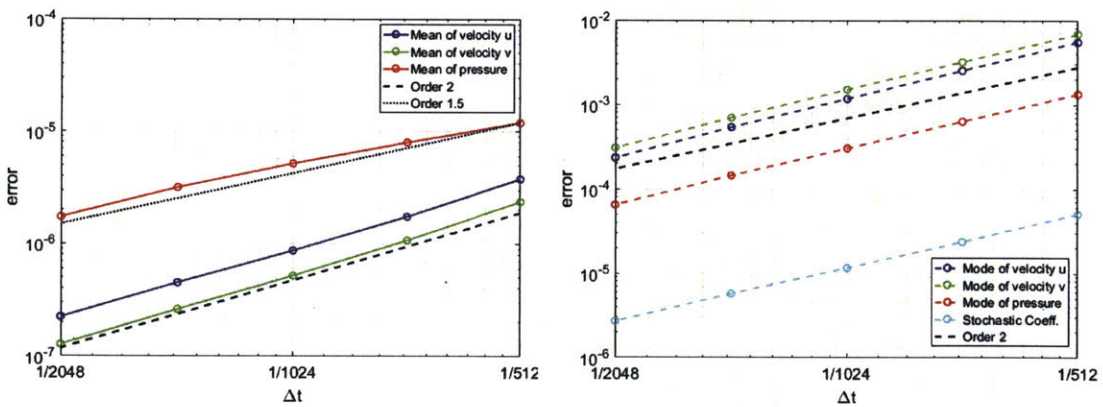 10^-4
10^-5
10^-6
10^-7
error
Mean of velocity u
Mean of velocity v
Mean of pressure
Order 2
Order 1.5
1/2048
1/1024
1/512
Δt
10^-2
10^-3
10^-4
10^-5
10^-6
error
Mode of velocity u
Mode of velocity v
Mode of pressure
Stochastic Coeff.
Order 2
1/2048
1/1024
1/512
Δt